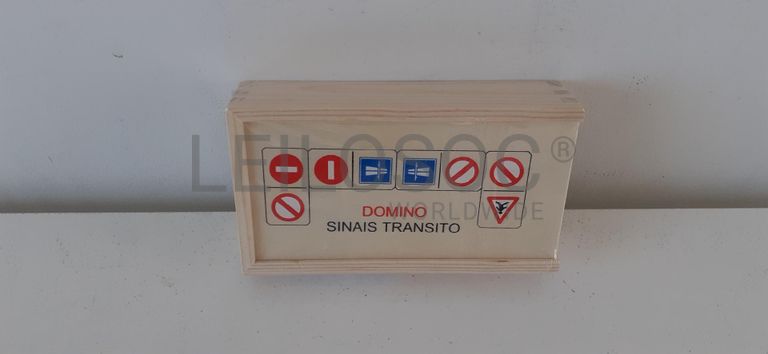 LEILOSOC®
WORLDWIDE
DOMINO
SINAIS TRANSITO